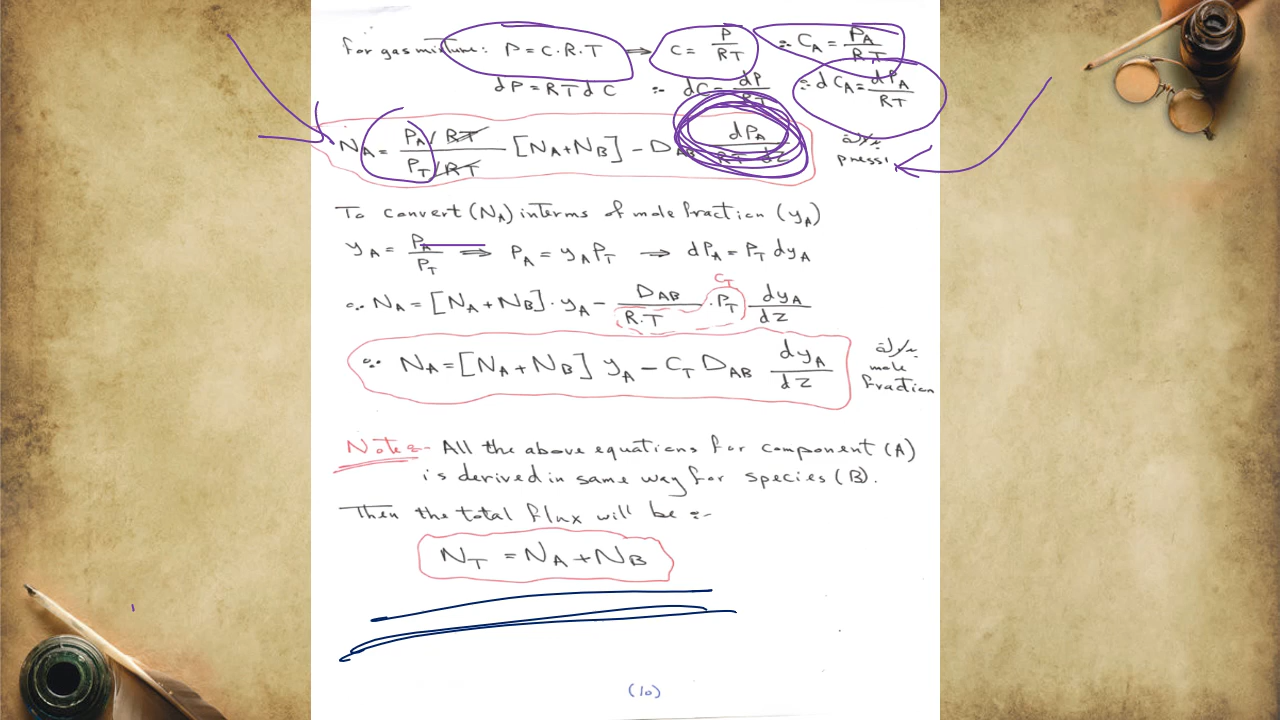 For gas mixture: P = C.R.T ⟹ C = P/RT ∴ C_A = P_A/R.T
dP = RT dC ∴ dC = dP/RT ∴ dC_A = dP_A/RT
N_A = (P_A/RT)/(P_T/RT) [N_A+N_B] - D_AB dP_A/(RT dz) بدلالة
To convert (N_A) interms of mole fraction (y_A)
y_A = P_A/P_T ⟹ P_A = y_A P_T → dP_A = P_T dy_A
C_T
∴ N_A = [N_A + N_B] . y_A - D_AB/R.T . P_T dy_A/dz
∴ N_A = [N_A + N_B] y_A - C_T D_AB dy_A/dz بدلالة
mole
fraction
Note :- All the above equations for component (A)
is derived in same way for species (B).
Then the total flux will be :-
N_T = N_A + N_B
(10)